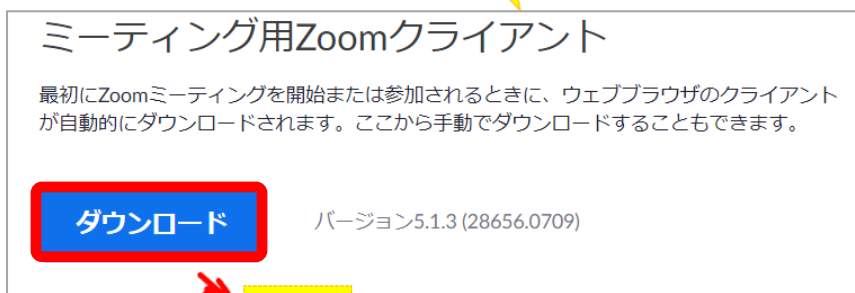 ミーティング用Zoomクライアント
最初にZoomミーティングを開始または参加されるときに、ウェブブラウザのクライアント
が自動的にダウンロードされます。ここから手動でダウンロードすることもできます。
ダウンロード バージョン5.1.3 (28656.0709)